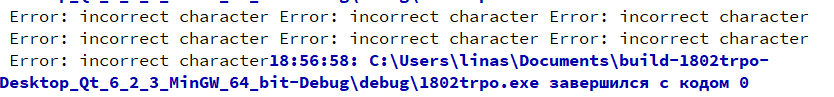 Error: incorrect character Error: incorrect character Error: incorrect character
Error: incorrect character Error: incorrect character Error: incorrect character
Error: incorrect character18:56:58: C:\Users\linas\Documents\build-1802trpo-
Desktop_Qt_6_2_3_MinGW_64_bit-Debug\debug\1802trpo.exe завершился с кодом 0